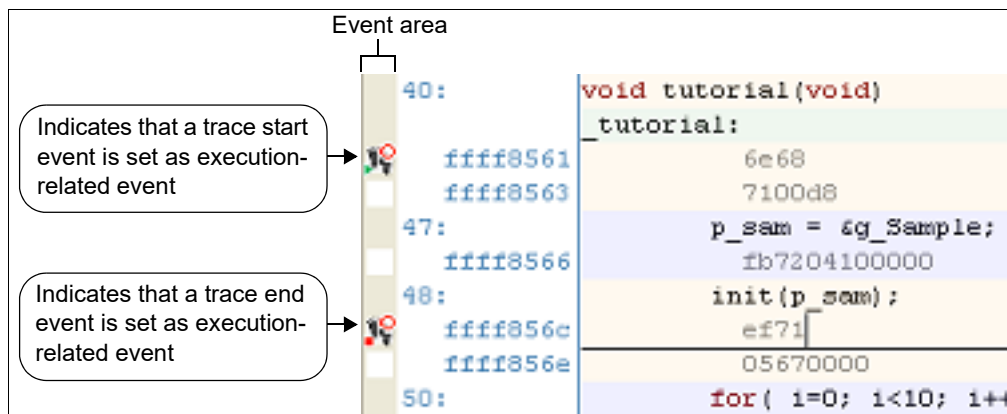 Event area
40: void tutorial(void)
_tutorial:
Indicates that a trace start
event is set as execution-
related event
ffff8561 6e68
ffff8563 7100d8
47: p_sam = &g_Sample;
ffff8566 fb7204100000
Indicates that a trace end
event is set as execution-
related event
48: init(p_sam);
ffff856c ef71
ffff856e 05670000
50: for( i=0; i<10; i++